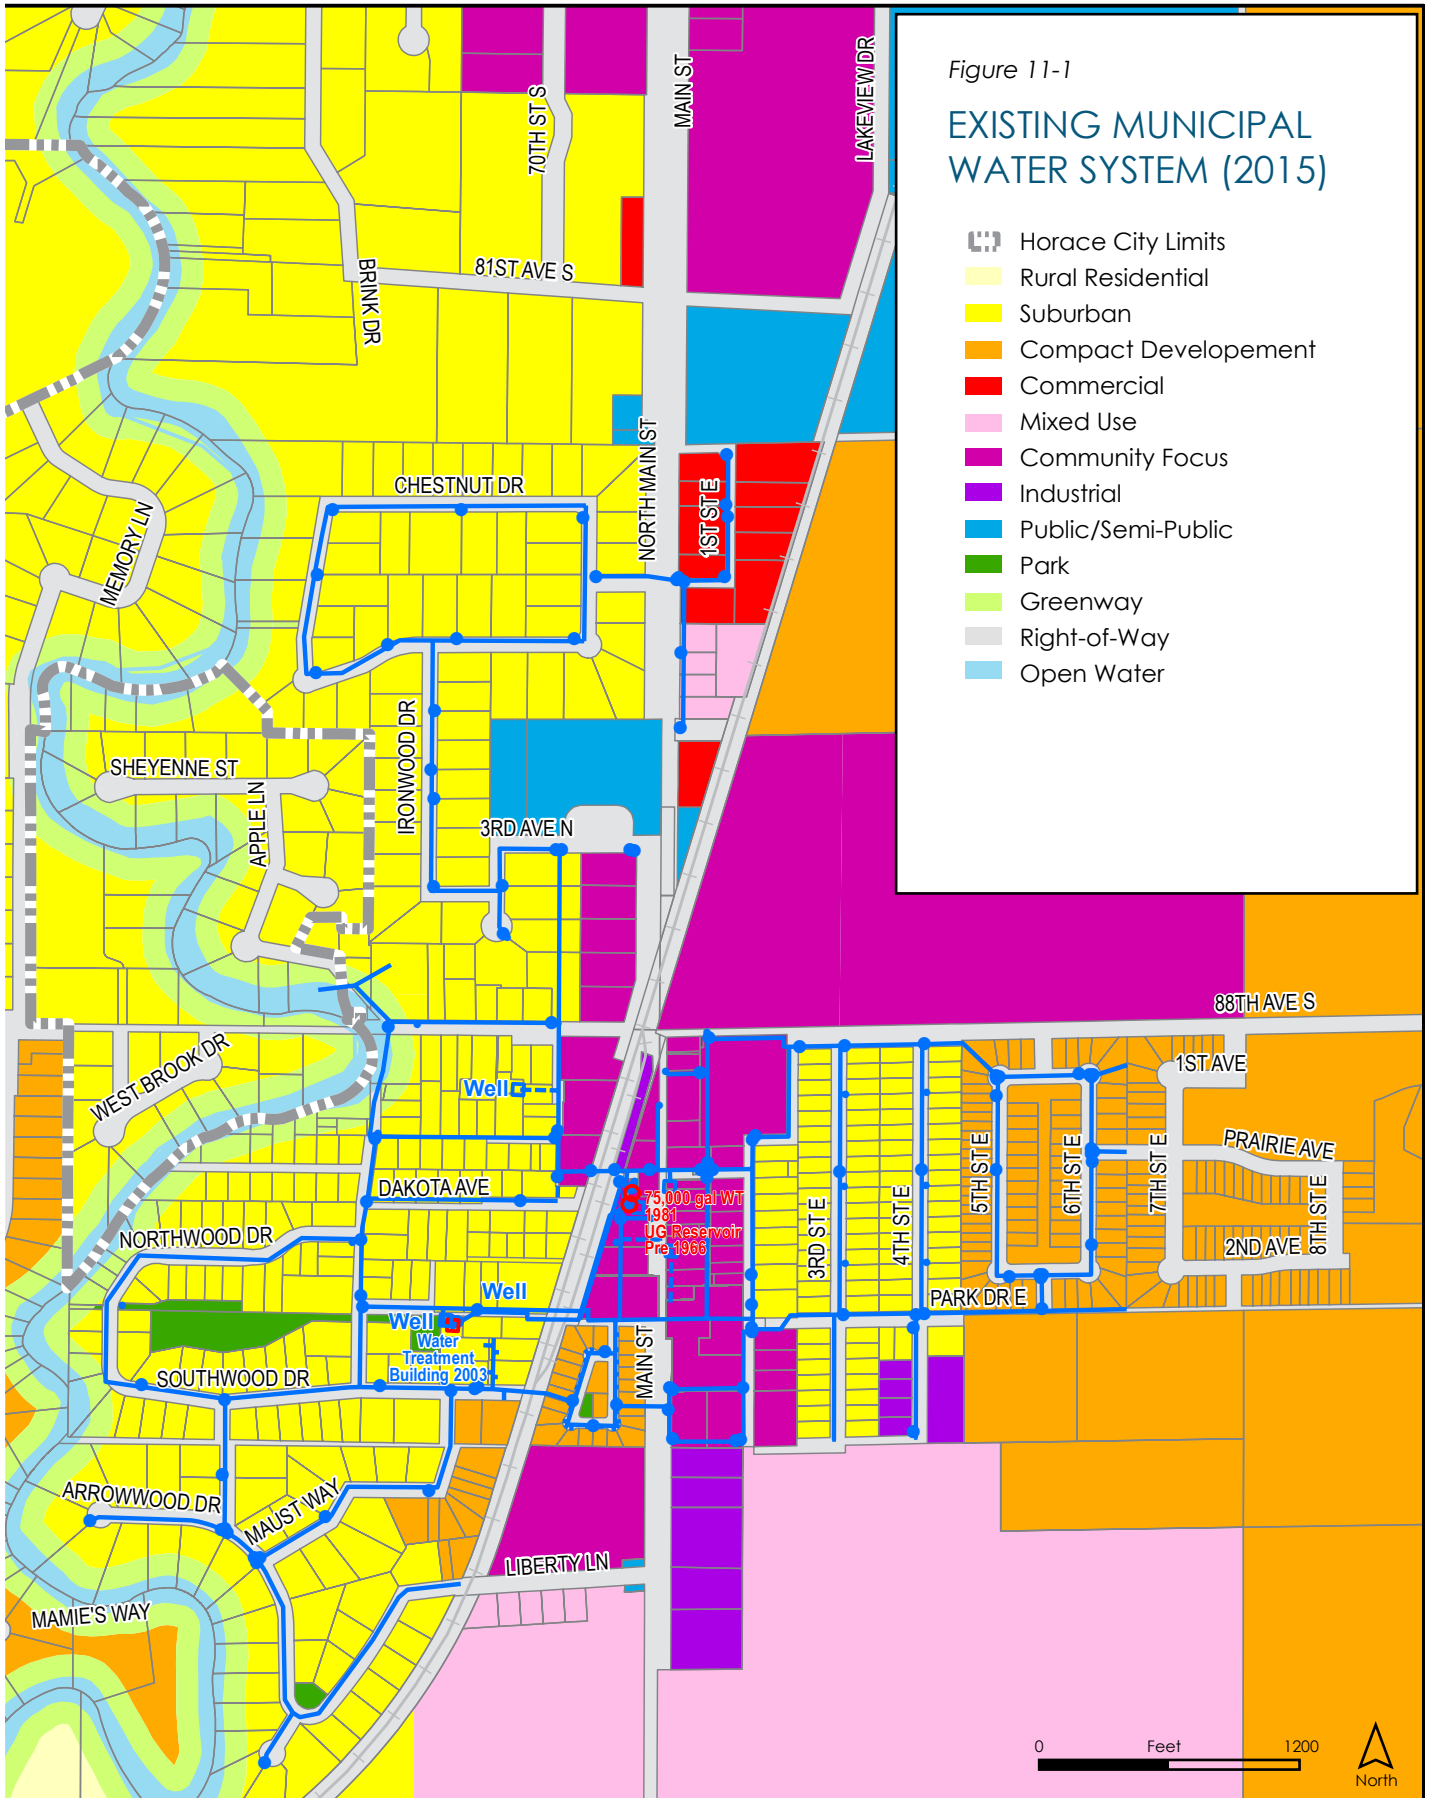 Figure 11-1
EXISTING MUNICIPAL
WATER SYSTEM (2015)
Horace City Limits
Rural Residential
Suburban
Compact Developement
Commercial
Mixed Use
Community Focus
Industrial
Public/Semi-Public
Park
Greenway
Right-of-Way
Open Water
70TH ST S
MAIN ST
LAKEVIEW DR
81ST AVE S
BRINK DR
CHESTNUT DR
NORTH MAIN ST
1ST ST E
MEMORY LN
IRONWOOD DR
SHEYENNE ST
APPLE LN
3RD AVE N
88TH AVE S
WEST BROOK DR
Well
1ST AVE
DAKOTA AVE
75,000 gal WT
1981
UG Reservoir
Pre 1966
3RD ST E
4TH ST E
5TH ST E
6TH ST E
7TH ST E
PRAIRIE AVE
8TH ST E
2ND AVE
NORTHWOOD DR
Well
PARK DR E
Well
Water
Treatment
Building 2003
MAIN ST
SOUTHWOOD DR
ARROWWOOD DR
MAUST WAY
LIBERTY LN
MAMIE'S WAY
0 Feet 1200
North